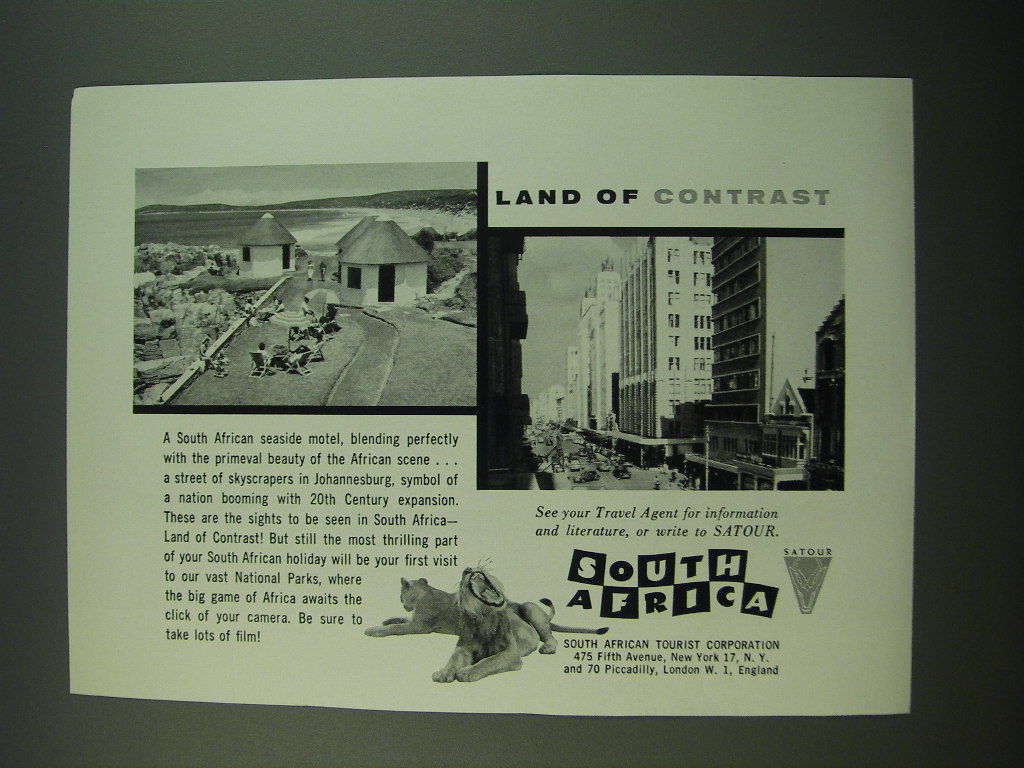 LAND OF CONTRAST
A South African seaside motel, blending perfectly
with the primeval beauty of the African scene . . .
a street of skyscrapers in Johannesburg, symbol of
a nation booming with 20th Century expansion.
These are the sights to be seen in South Africa—
Land of Contrast! But still the most thrilling part
of your South African holiday will be your first visit
to our vast National Parks, where
the big game of Africa awaits the
click of your camera. Be sure to
take lots of film!
See your Travel Agent for information
and literature, or write to SATOUR.
SOUTH
AFRICA
SATOUR
SOUTH AFRICAN TOURIST CORPORATION
475 Fifth Avenue, New York 17, N. Y.
and 70 Piccadilly, London W. 1, England